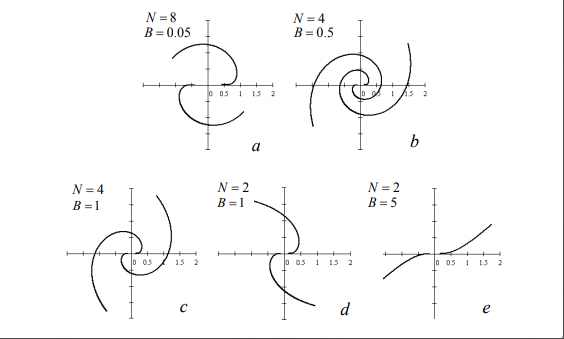 N = 8
B = 0.05
0 0.5 1 1.5 2
a
N = 4
B = 0.5
0 0.5 1 1.5 2
b
N = 4
B = 1
0 0.5 1 1.5 2
c
N = 2
B = 1
0 0.5 1 1.5 2
d
N = 2
B = 5
0 0.5 1 1.5 2
e